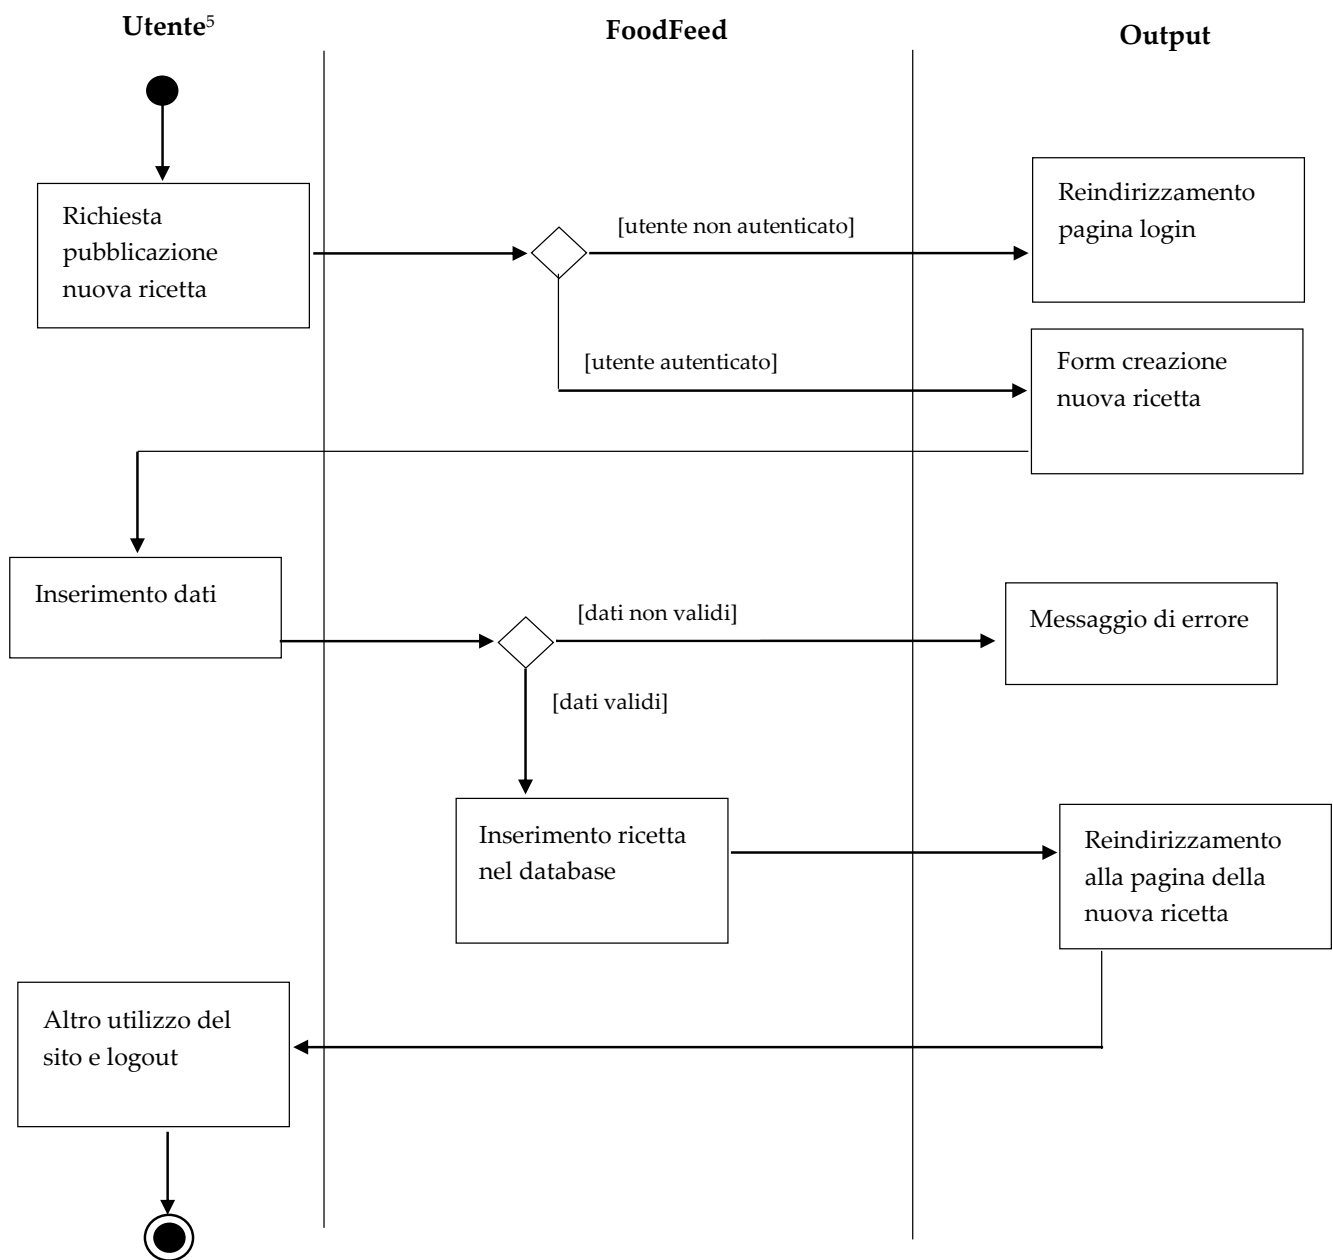 Utente⁵
FoodFeed
Output
Richiesta
pubblicazione
nuova ricetta
[utente non autenticato]
Reindirizzamento
pagina login
[utente autenticato]
Form creazione
nuova ricetta
Inserimento dati
[dati non validi]
Messaggio di errore
[dati validi]
Inserimento ricetta
nel database
Reindirizzamento
alla pagina della
nuova ricetta
Altro utilizzo del
sito e logout